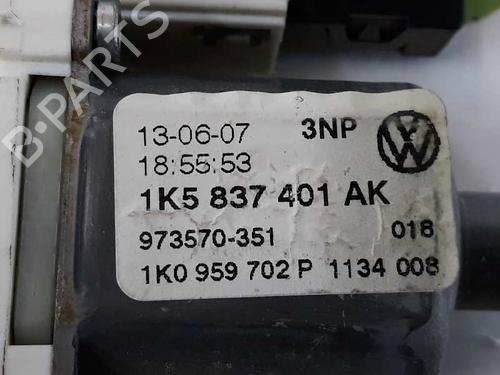 13-06-07 3NP
18:55:53
1K5 837 401 AK
973570-351 018
1K0 959 702 P 1134 008